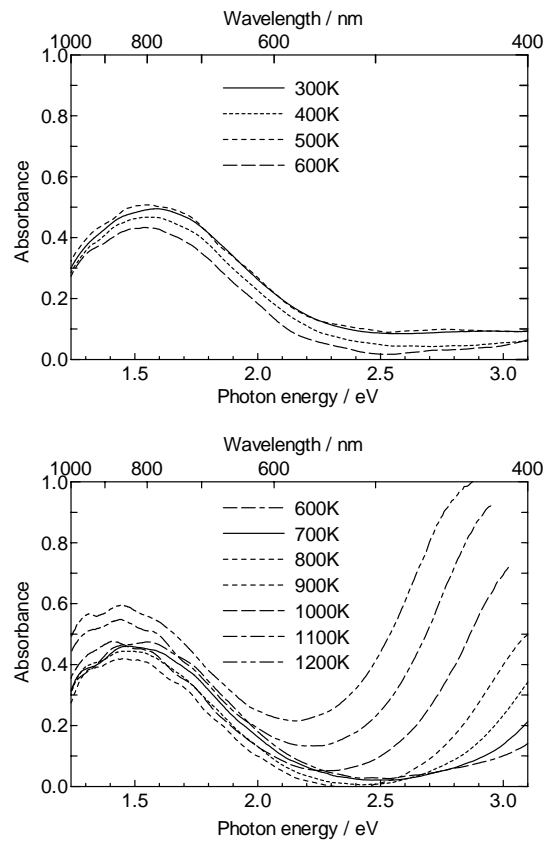 Wavelength / nm
1000 800 600 400
1.0
0.8
0.6
0.4
0.2
0.0
Absorbance
300K
400K
500K
600K
1.5 2.0 2.5 3.0
Photon energy / eV
Wavelength / nm
1000 800 600 400
1.0
0.8
0.6
0.4
0.2
0.0
Absorbance
600K
700K
800K
900K
1000K
1100K
1200K
1.5 2.0 2.5 3.0
Photon energy / eV